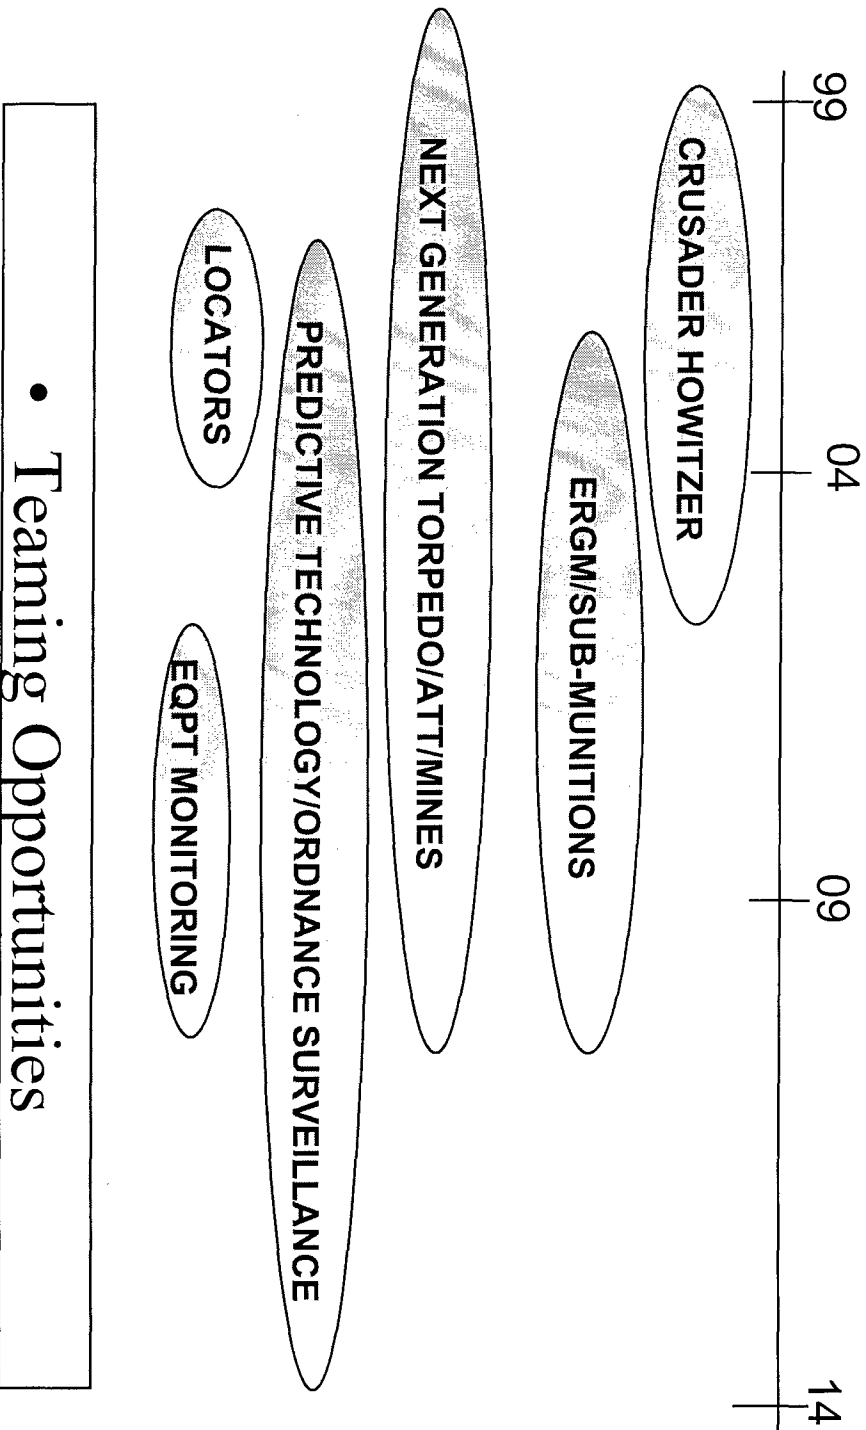 99 04 09 14
CRUSADER HOWITZER
ERGM/SUB-MUNITIONS
NEXT GENERATION TORPEDO/ATT/MINES
PREDICTIVE TECHNOLOGY/ORDNANCE SURVEILLANCE
LOCATORS
EQPT MONITORING
• Teaming Opportunities